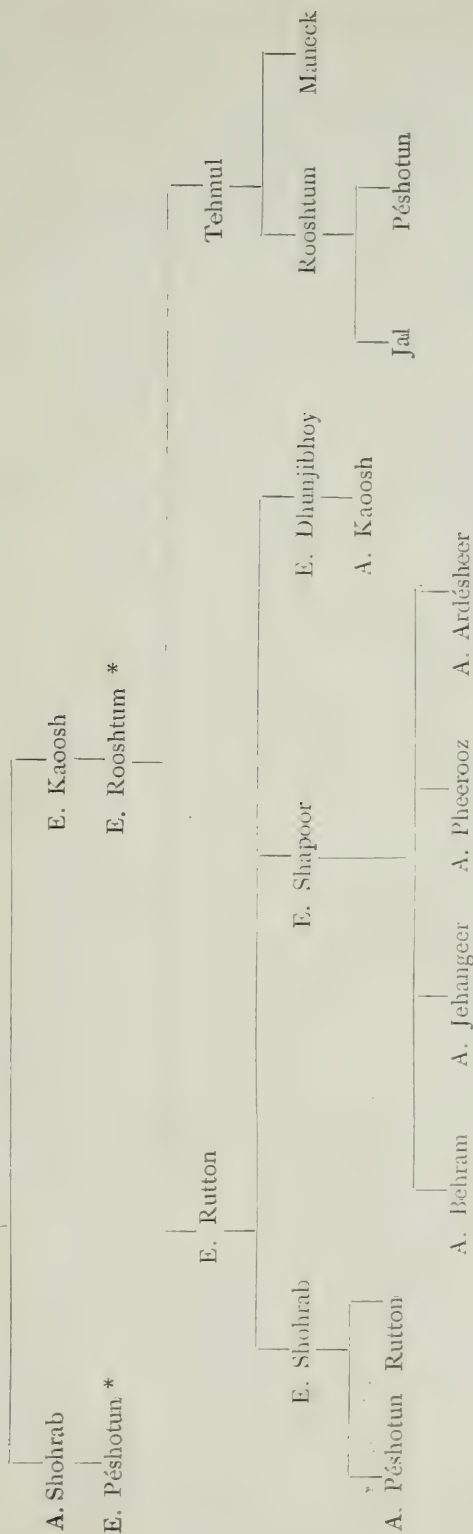 A. Shohrab E. Kaoosh
E. Péshotun * E. Rooshtum *
E. Rutton Tehmul
E. Shohrab E. Shapoor E. Dhunjibhoy Rooshtum Maneck
A. Péshotun Rutton A. Kaoosh Jal Péshotun
A. Behram A. Jehangeer A. Pheerooz A. Ardésheer